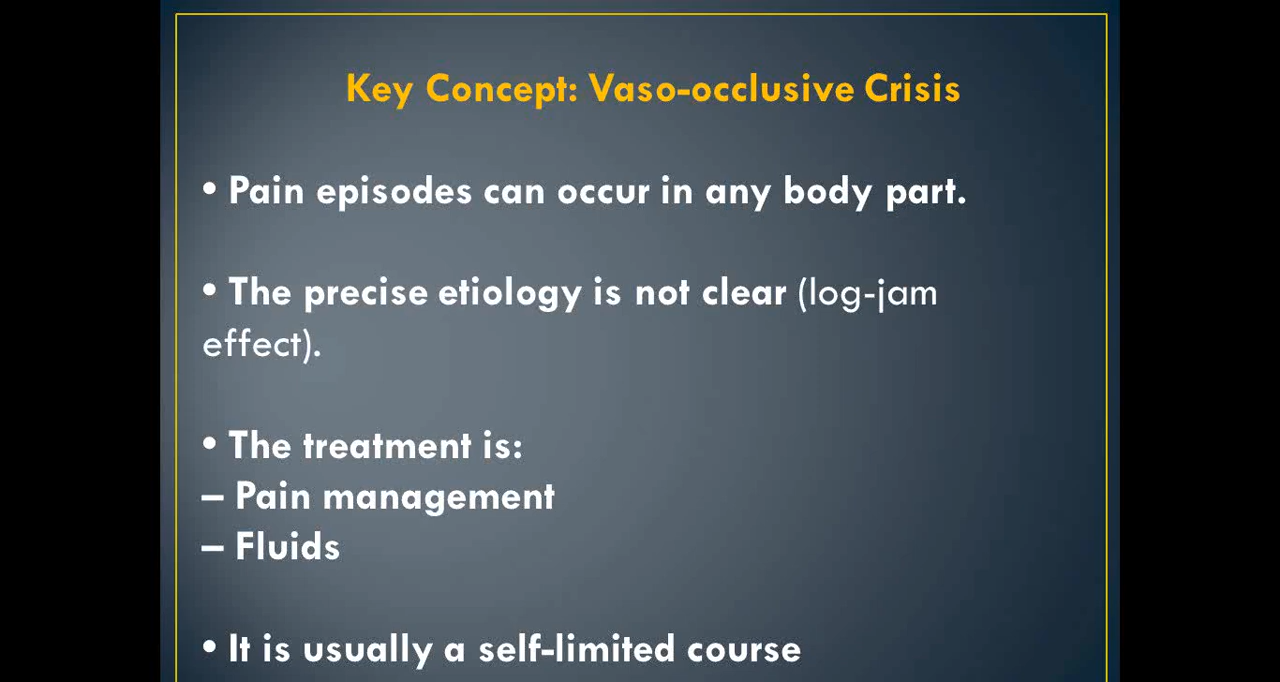 Key Concept: Vaso-occlusive Crisis
• Pain episodes can occur in any body part.
• The precise etiology is not clear (log-jam
effect).
• The treatment is:
– Pain management
– Fluids
• It is usually a self-limited course